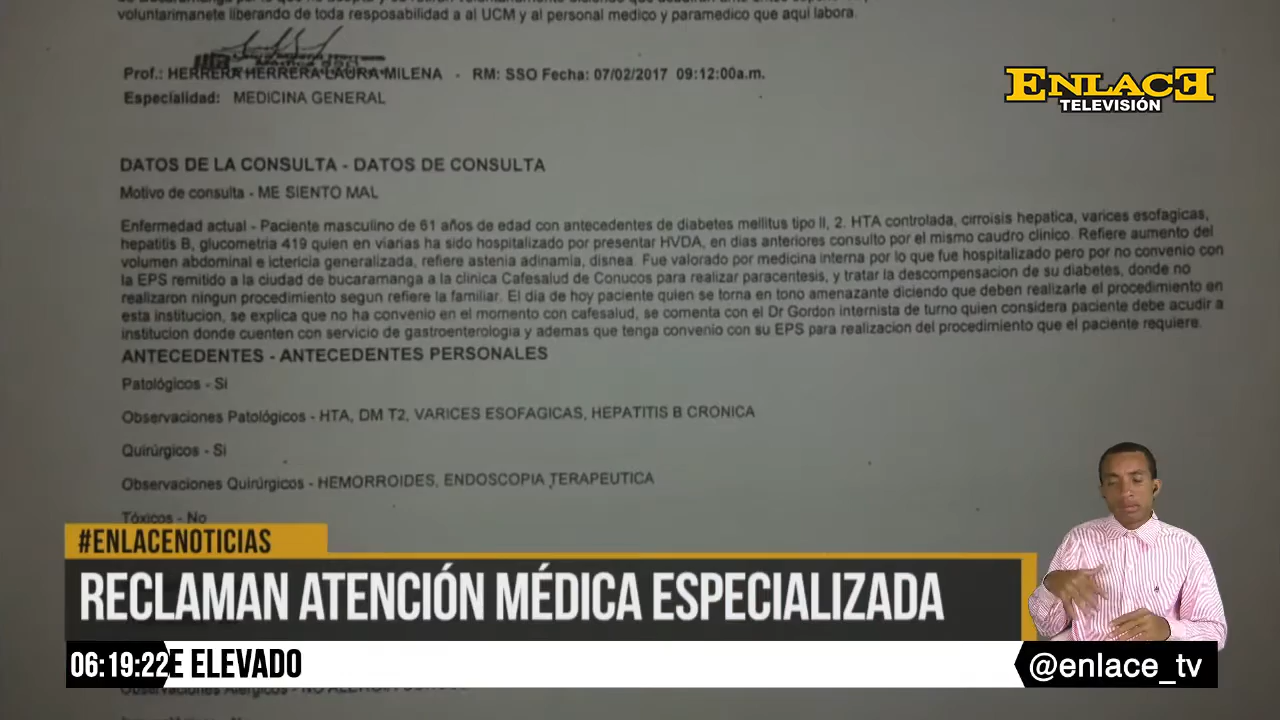 voluntarimanete liberando de toda resposabilidad a al UCM y al personal medico y paramedico que aqui labora.
Prof.: HERRERA HERRERA LAURA MILENA - RM: SSO Fecha: 07/02/2017 09:12:00a.m.
Especialidad: MEDICINA GENERAL
ENLACE
TELEVISIÓN
DATOS DE LA CONSULTA - DATOS DE CONSULTA
Motivo de consulta - ME SIENTO MAL
Enfermedad actual - Paciente masculino de 61 años de edad con antecedentes de diabetes mellitus tipo II, 2. HTA controlada, cirroisis hepatica, varices esofagicas,
hepatitis B, glucometria 419 quien en viarias ha sido hospitalizado por presentar HVDA, en dias anteriores consulto por el mismo caudro clinico. Refiere aumento del
volumen abdominal e ictericia generalizada, refiere astenia adinamia, disnea. Fue valorado por medicina interna por lo que fue hospitalizado pero por no convenio con
la EPS remitido a la ciudad de bucaramanga a la clinica Cafesalud de Conucos para realizar paracentesis, y tratar la descompensacion de su diabetes, donde no
realizaron ningun procedimiento segun refiere la familiar. El dia de hoy paciente quien se torna en tono amenazante diciendo que deben realizarle el procedimiento en
esta institucion, se explica que no ha convenio en el momento con cafesalud, se comenta con el Dr Gordon internista de turno quien considera paciente debe acudir a
institucion donde cuenten con servicio de gastroenterologia y ademas que tenga convenio con su EPS para realizacion del procedimiento que el paciente requiere.
ANTECEDENTES - ANTECEDENTES PERSONALES
Patológicos - Si
Observaciones Patológicos - HTA, DM T2, VARICES ESOFAGICAS, HEPATITIS B CRONICA
Quirúrgicos - Si
Observaciones Quirúrgicos - HEMORROIDES, ENDOSCOPIA TERAPEUTICA
Tóxicos - No
#ENLACENOTICIAS
RECLAMAN ATENCIÓN MÉDICA ESPECIALIZADA
06:19:22 E ELEVADO
@enlace_tv